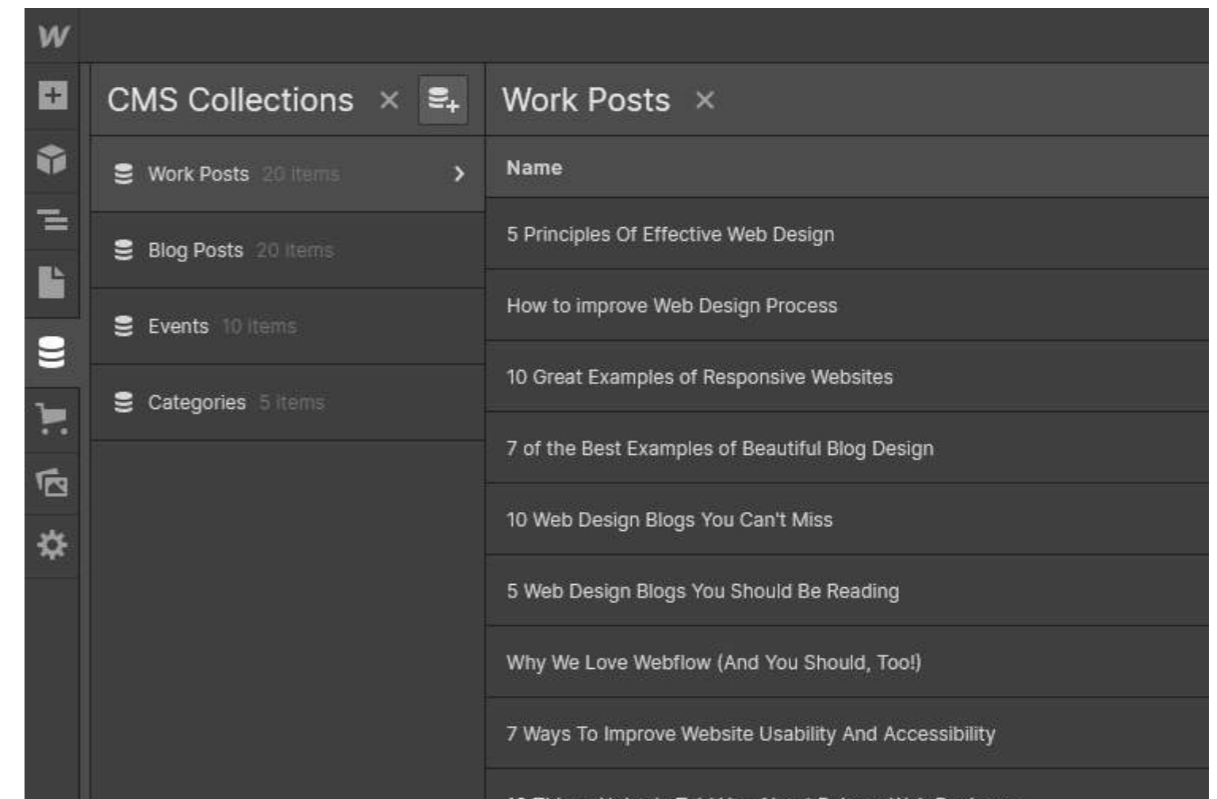 W
CMS Collections
Work Posts 20 items
Blog Posts 20 items
Events 10 items
Categories 5 items
Work Posts
Name
5 Principles Of Effective Web Design
How to improve Web Design Process
10 Great Examples of Responsive Websites
7 of the Best Examples of Beautiful Blog Design
10 Web Design Blogs You Can't Miss
5 Web Design Blogs You Should Be Reading
Why We Love Webflow (And You Should, Too!)
7 Ways To Improve Website Usability And Accessibility